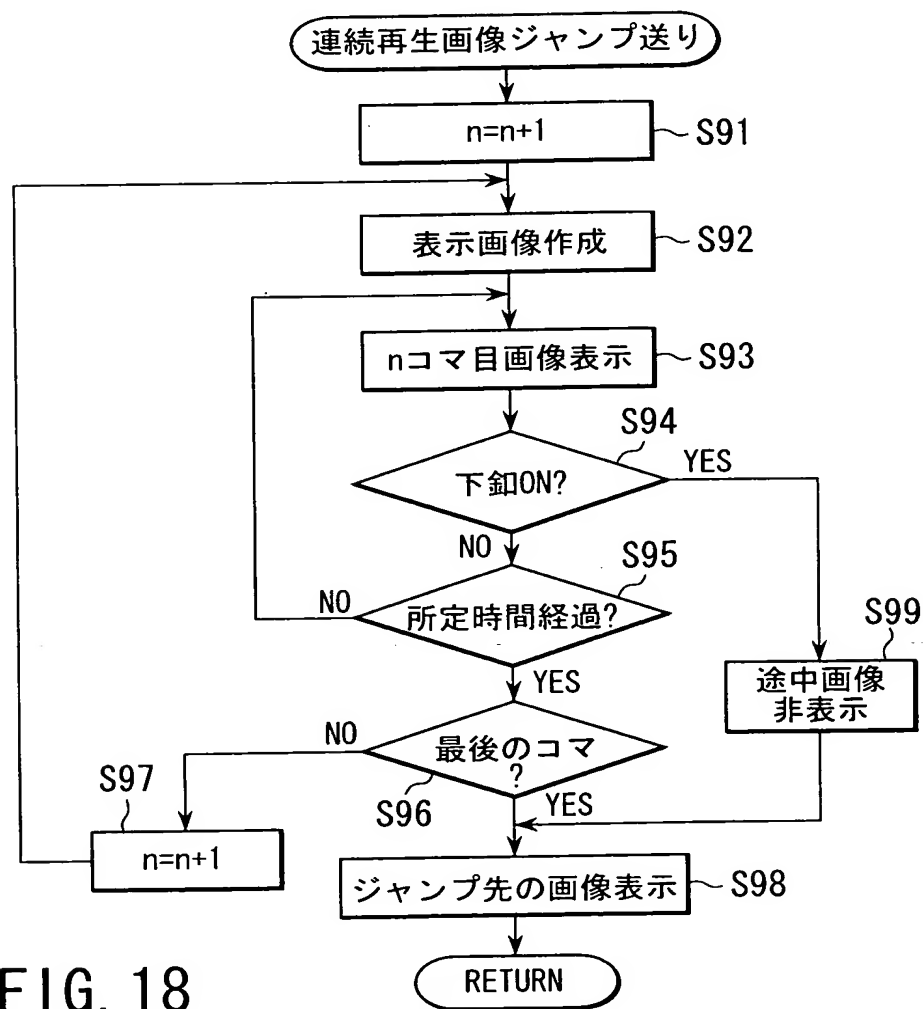 連続再生画像ジャンプ送り
n=n+1
S91
表示画像作成
S92
nコマ目画像表示
S93
S94
下釦ON?
YES
NO
S95
所定時間経過?
NO
YES
S99
途中画像
非表示
最後のコマ
?
NO
S96
YES
S97
n=n+1
ジャンプ先の画像表示
S98
RETURN
FIG. 18